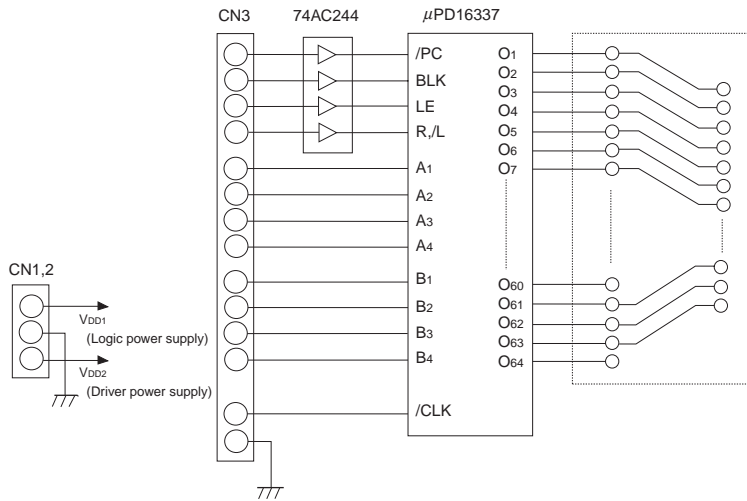 CN3 74AC244 μPD16337
/PC O1
BLK O2
LE O3
R,/L O4
O5
O6
A1 O7
A2
A3
A4
CN1,2
B1 O60
VDD1 B2 O61
(Logic power supply) B3 O62
O63
VDD2 B4 O64
(Driver power supply)
/CLK